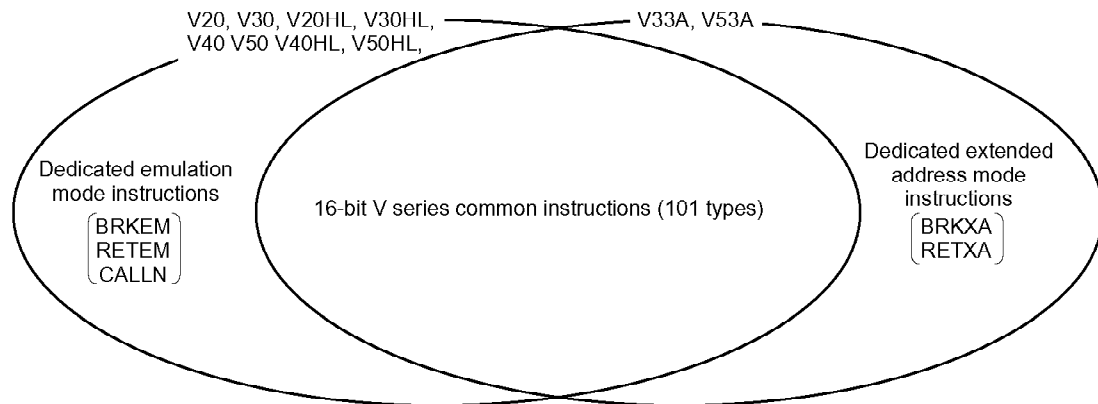 V20, V30, V20HL, V30HL,
V40 V50 V40HL, V50HL,
V33A, V53A
Dedicated emulation
mode instructions
BRKEM
RETEM
CALLN
16-bit V series common instructions (101 types)
Dedicated extended
address mode
instructions
BRKXA
RETXA